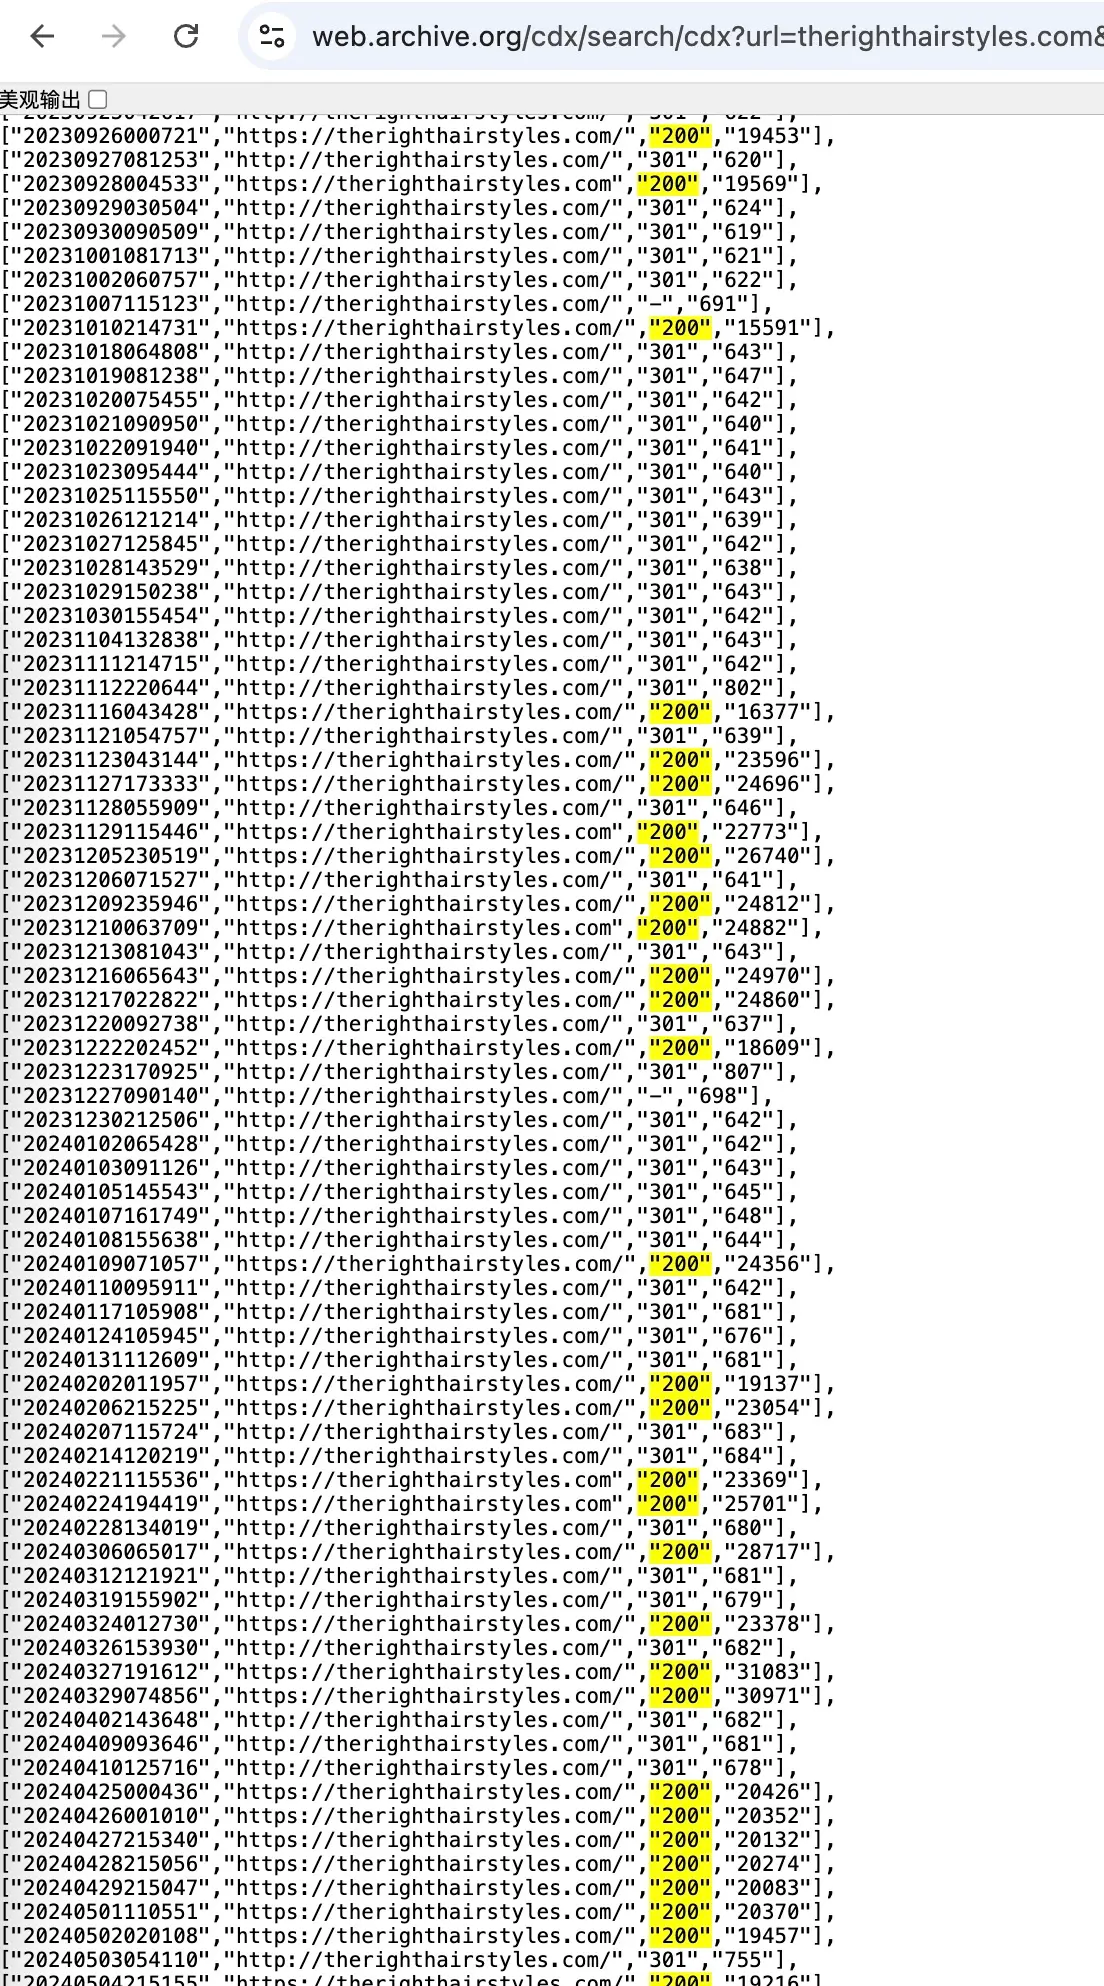 web.archive.org/cdx/search/cdx?url=therighthairstyles.com&
美观输出
["20230926000721","https://therighthairstyles.com/","200","19453"],
["20230927081253","http://therighthairstyles.com/","301","620"],
["20230928004533","https://therighthairstyles.com","200","19569"],
["20230929030504","http://therighthairstyles.com/","301","624"],
["20230930090509","http://therighthairstyles.com/","301","619"],
["20231001081713","http://therighthairstyles.com/","301","621"],
["20231002060757","http://therighthairstyles.com/","301","622"],
["20231007115123","http://therighthairstyles.com/","-","691"],
["20231010214731","https://therighthairstyles.com/","200","15591"],
["20231018064808","http://therighthairstyles.com/","301","643"],
["20231019081238","http://therighthairstyles.com/","301","647"],
["20231020075455","http://therighthairstyles.com/","301","642"],
["20231021090950","http://therighthairstyles.com/","301","640"],
["20231022091940","http://therighthairstyles.com/","301","641"],
["20231023095444","http://therighthairstyles.com/","301","640"],
["20231025115550","http://therighthairstyles.com/","301","643"],
["20231026121214","http://therighthairstyles.com/","301","639"],
["20231027125845","http://therighthairstyles.com/","301","642"],
["20231028143529","http://therighthairstyles.com/","301","638"],
["20231029150238","http://therighthairstyles.com/","301","643"],
["20231030155454","http://therighthairstyles.com/","301","642"],
["20231104132838","http://therighthairstyles.com/","301","643"],
["20231111214715","http://therighthairstyles.com/","301","642"],
["20231112220644","http://therighthairstyles.com/","301","802"],
["20231116043428","https://therighthairstyles.com/","200","16377"],
["20231121054757","http://therighthairstyles.com/","301","639"],
["20231123043144","https://therighthairstyles.com/","200","23596"],
["20231127173333","https://therighthairstyles.com/","200","24696"],
["20231128055909","http://therighthairstyles.com/","301","646"],
["20231129115446","https://therighthairstyles.com","200","22773"],
["20231205230519","https://therighthairstyles.com/","200","26740"],
["20231206071527","http://therighthairstyles.com/","301","641"],
["20231209235946","https://therighthairstyles.com/","200","24812"],
["20231210063709","https://therighthairstyles.com","200","24882"],
["20231213081043","http://therighthairstyles.com/","301","643"],
["20231216065643","https://therighthairstyles.com/","200","24970"],
["20231217022822","https://therighthairstyles.com/","200","24860"],
["20231220092738","http://therighthairstyles.com/","301","637"],
["20231222202452","https://therighthairstyles.com/","200","18609"],
["20231223170925","http://therighthairstyles.com/","301","807"],
["20231227090140","http://therighthairstyles.com/","-","698"],
["20231230212506","http://therighthairstyles.com/","301","642"],
["20240102065428","http://therighthairstyles.com/","301","642"],
["20240103091126","http://therighthairstyles.com/","301","643"],
["20240105145543","http://therighthairstyles.com/","301","645"],
["20240107161749","http://therighthairstyles.com/","301","648"],
["20240108155638","http://therighthairstyles.com/","301","644"],
["20240109071057","https://therighthairstyles.com/","200","24356"],
["20240110095911","http://therighthairstyles.com/","301","642"],
["20240117105908","http://therighthairstyles.com/","301","681"],
["20240124105945","http://therighthairstyles.com/","301","676"],
["20240131112609","http://therighthairstyles.com/","301","681"],
["20240202011957","https://therighthairstyles.com/","200","19137"],
["20240206215225","https://therighthairstyles.com/","200","23054"],
["20240207115724","http://therighthairstyles.com/","301","683"],
["20240214120219","http://therighthairstyles.com/","301","684"],
["20240221115536","https://therighthairstyles.com","200","23369"],
["20240224194419","https://therighthairstyles.com","200","25701"],
["20240228134019","http://therighthairstyles.com/","301","680"],
["20240306065017","https://therighthairstyles.com/","200","28717"],
["20240312121921","http://therighthairstyles.com/","301","681"],
["20240319155902","http://therighthairstyles.com/","301","679"],
["20240324012730","https://therighthairstyles.com/","200","23378"],
["20240326153930","http://therighthairstyles.com/","301","682"],
["20240327191612","https://therighthairstyles.com/","200","31083"],
["20240329074856","https://therighthairstyles.com/","200","30971"],
["20240402143648","http://therighthairstyles.com/","301","682"],
["20240409093646","http://therighthairstyles.com/","301","681"],
["20240410125716","http://therighthairstyles.com/","301","678"],
["20240425000436","https://therighthairstyles.com/","200","20426"],
["20240426001010","https://therighthairstyles.com/","200","20352"],
["20240427215340","https://therighthairstyles.com/","200","20132"],
["20240428215056","https://therighthairstyles.com/","200","20274"],
["20240429215047","https://therighthairstyles.com/","200","20083"],
["20240501110551","https://therighthairstyles.com/","200","20370"],
["20240502020108","https://therighthairstyles.com/","200","19457"],
["20240503054110","http://therighthairstyles.com/","301","755"],
["20240504215155","https://therighthairstyles.com/","200","19216"],